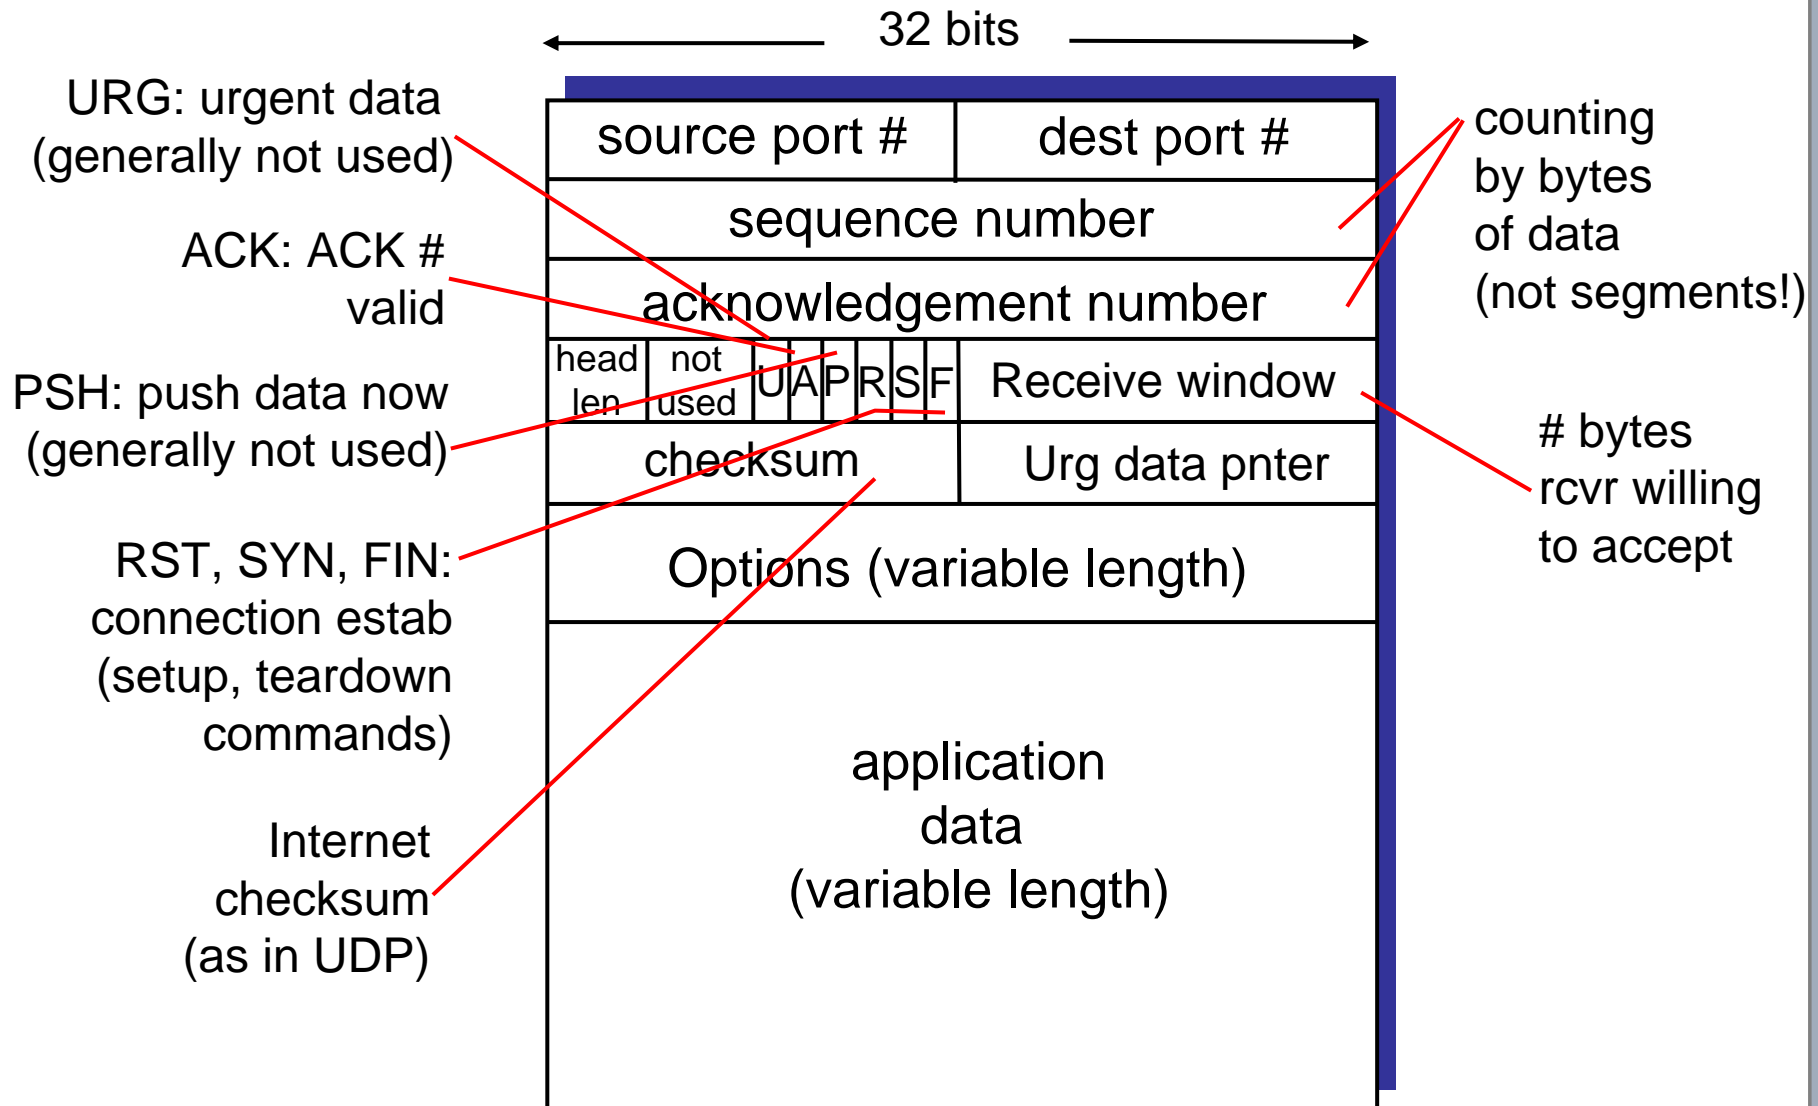 32 bits
URG: urgent data
(generally not used)
ACK: ACK #
valid
PSH: push data now
(generally not used)
RST, SYN, FIN:
connection estab
(setup, teardown
commands)
Internet
checksum
(as in UDP)
source port #
dest port #
sequence number
acknowledgement number
head
len
not
used
U
A
P
R
S
F
Receive window
checksum
Urg data pnter
Options (variable length)
application
data
(variable length)
counting
by bytes
of data
(not segments!)
# bytes
rcvr willing
to accept